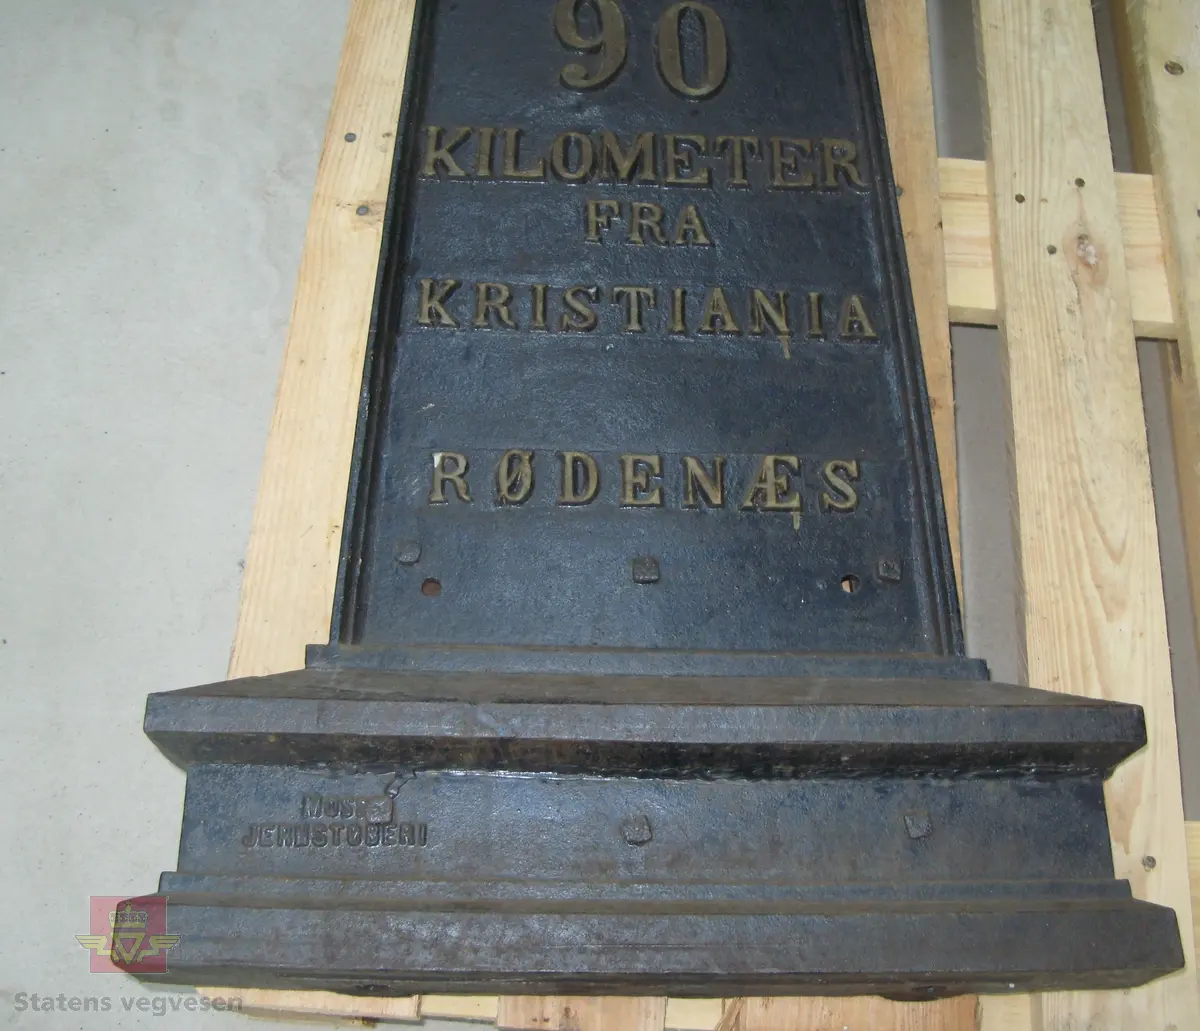 90
KILOMETER
FRA
KRISTIANIA
RØDENÆS
MOSS
JERNSTØBERI
Statens vegvesen